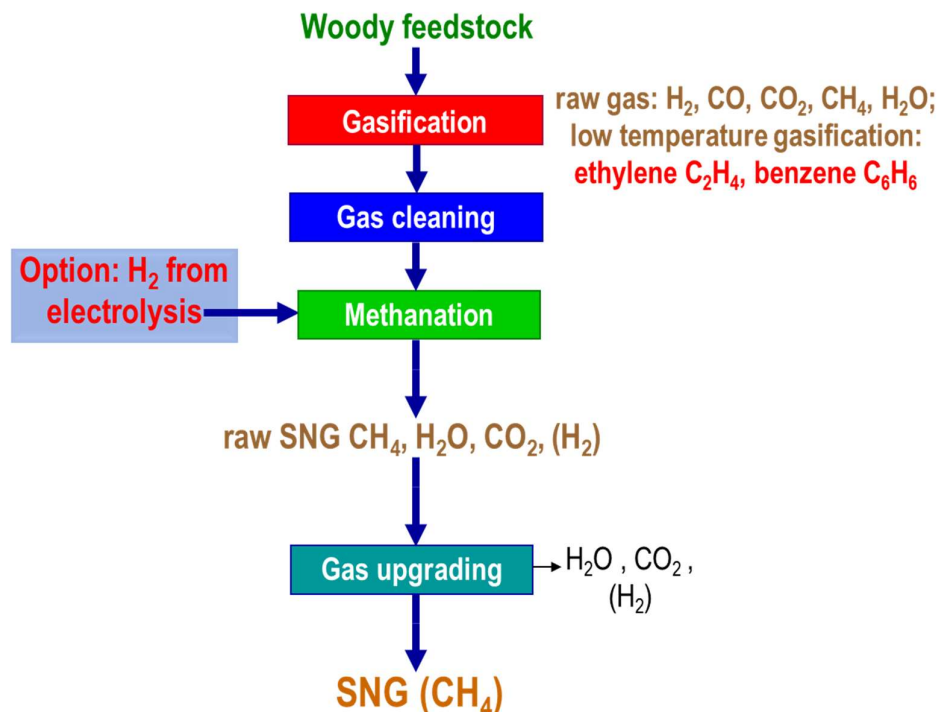 Woody feedstock
Gasification
raw gas: H₂, CO, CO₂, CH₄, H₂O;
low temperature gasification:
ethylene C₂H₄, benzene C₆H₆
Gas cleaning
Option: H₂ from
electrolysis
Methanation
raw SNG CH₄, H₂O, CO₂, (H₂)
Gas upgrading
H₂O , CO₂ ,
(H₂)
SNG (CH₄)